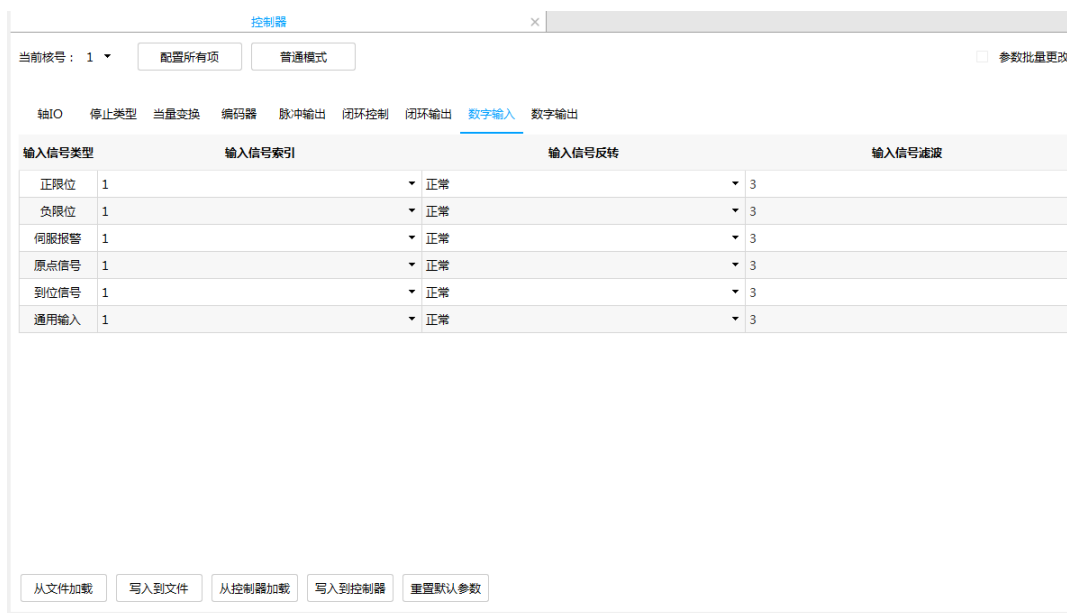 控制器 ×
当前核号： 1 配置所有项 普通模式 参数批量更改
轴IO 停止类型 当量变换 编码器 脉冲输出 闭环控制 闭环输出 数字输入 数字输出
输入信号类型 输入信号索引 输入信号反转 输入信号滤波
正限位 1 正常 3
负限位 1 正常 3
伺服报警 1 正常 3
原点信号 1 正常 3
到位信号 1 正常 3
通用输入 1 正常 3
从文件加载 写入到文件 从控制器加载 写入到控制器 重置默认参数